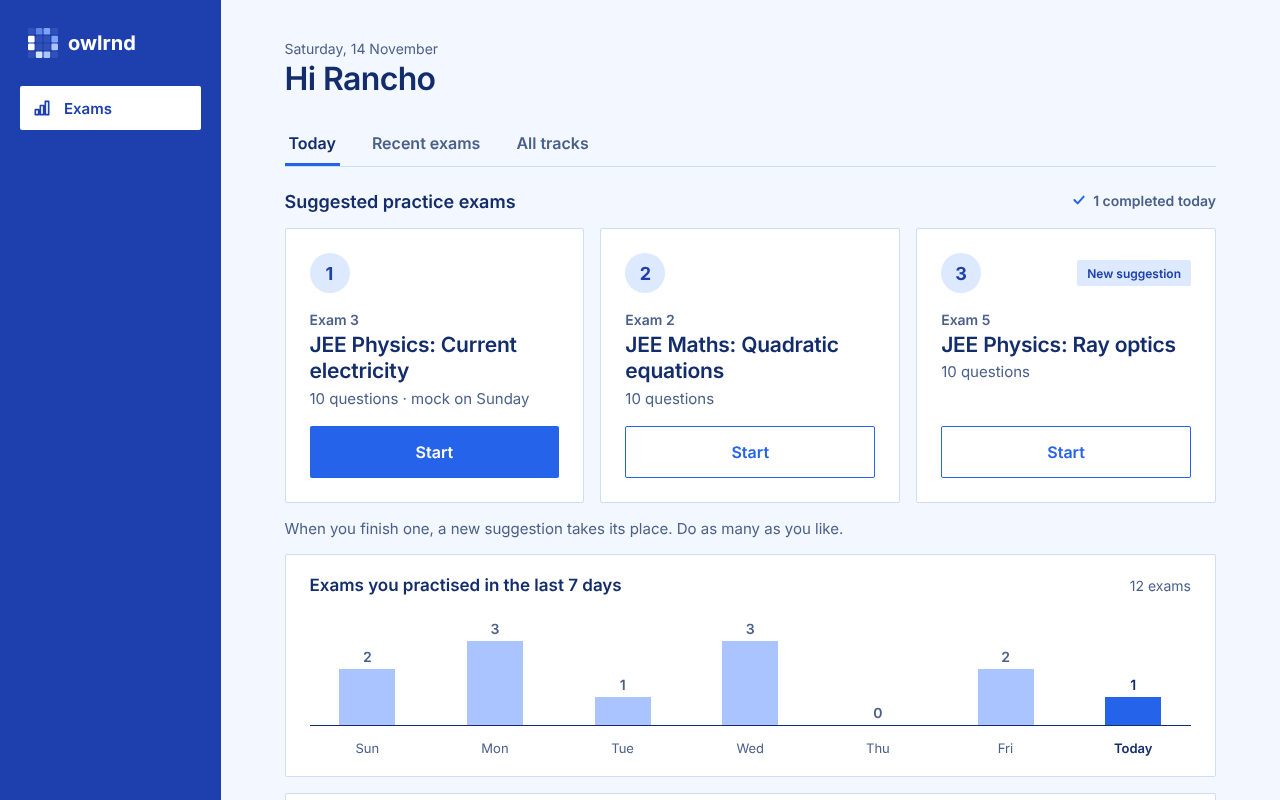 owlrnd
Exams
Saturday, 14 November
Hi Rancho
Today
Recent exams
All tracks
Suggested practice exams
1 completed today
1
Exam 3
JEE Physics: Current
electricity
10 questions · mock on Sunday
Start
2
Exam 2
JEE Maths: Quadratic
equations
10 questions
Start
3
New suggestion
Exam 5
JEE Physics: Ray optics
10 questions
Start
When you finish one, a new suggestion takes its place. Do as many as you like.
Exams you practised in the last 7 days
12 exams
2
3
1
3
0
2
1
Sun
Mon
Tue
Wed
Thu
Fri
Today